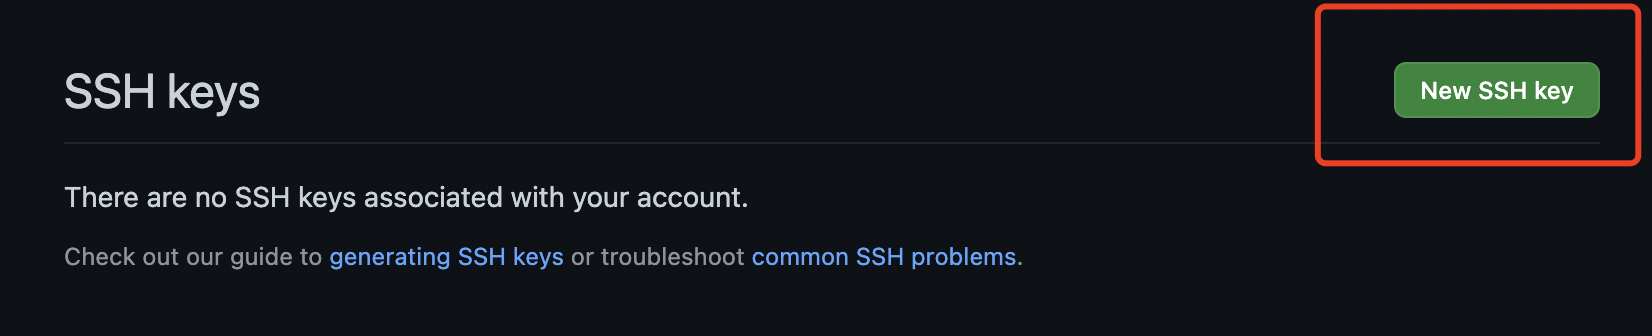 SSH keys
New SSH key
There are no SSH keys associated with your account.
Check out our guide to generating SSH keys or troubleshoot common SSH problems.